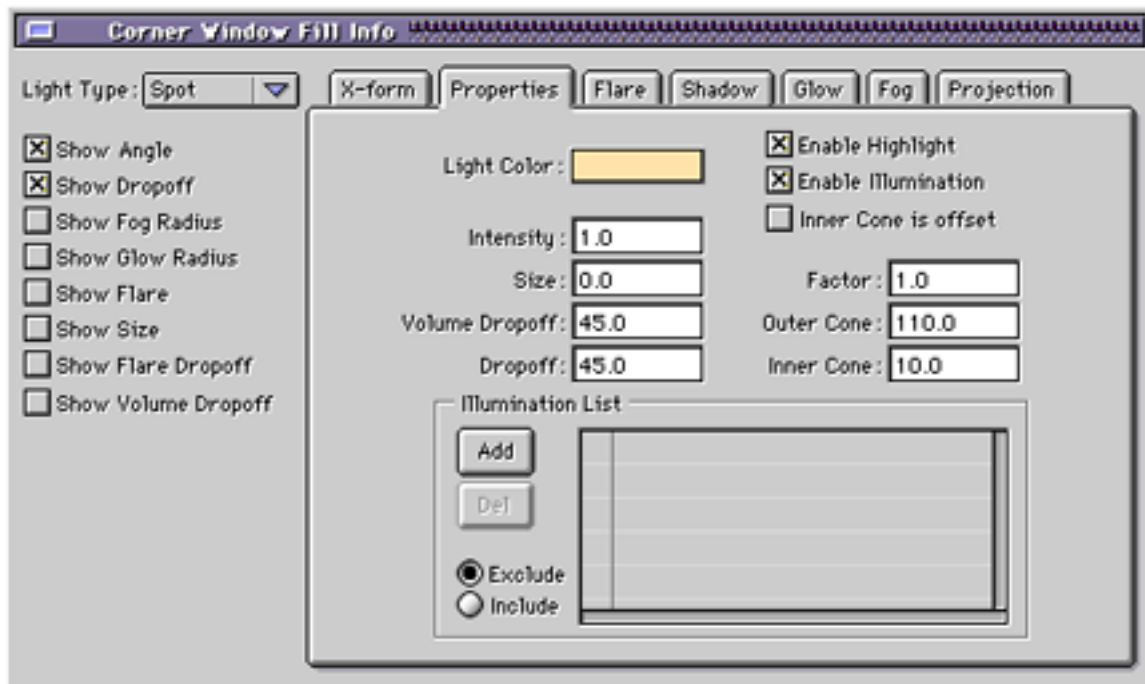 Corner Window Fill Info
Light Type: Spot
X-form Properties Flare Shadow Glow Fog Projection
Show Angle
Show Dropoff
Show Fog Radius
Show Glow Radius
Show Flare
Show Size
Show Flare Dropoff
Show Volume Dropoff
Light Color:
Enable Highlight
Enable Illumination
Inner Cone is offset
Intensity: 1.0
Size: 0.0
Volume Dropoff: 45.0
Dropoff: 45.0
Factor: 1.0
Outer Cone: 110.0
Inner Cone: 10.0
Illumination List
Add
Del
Exclude
Include